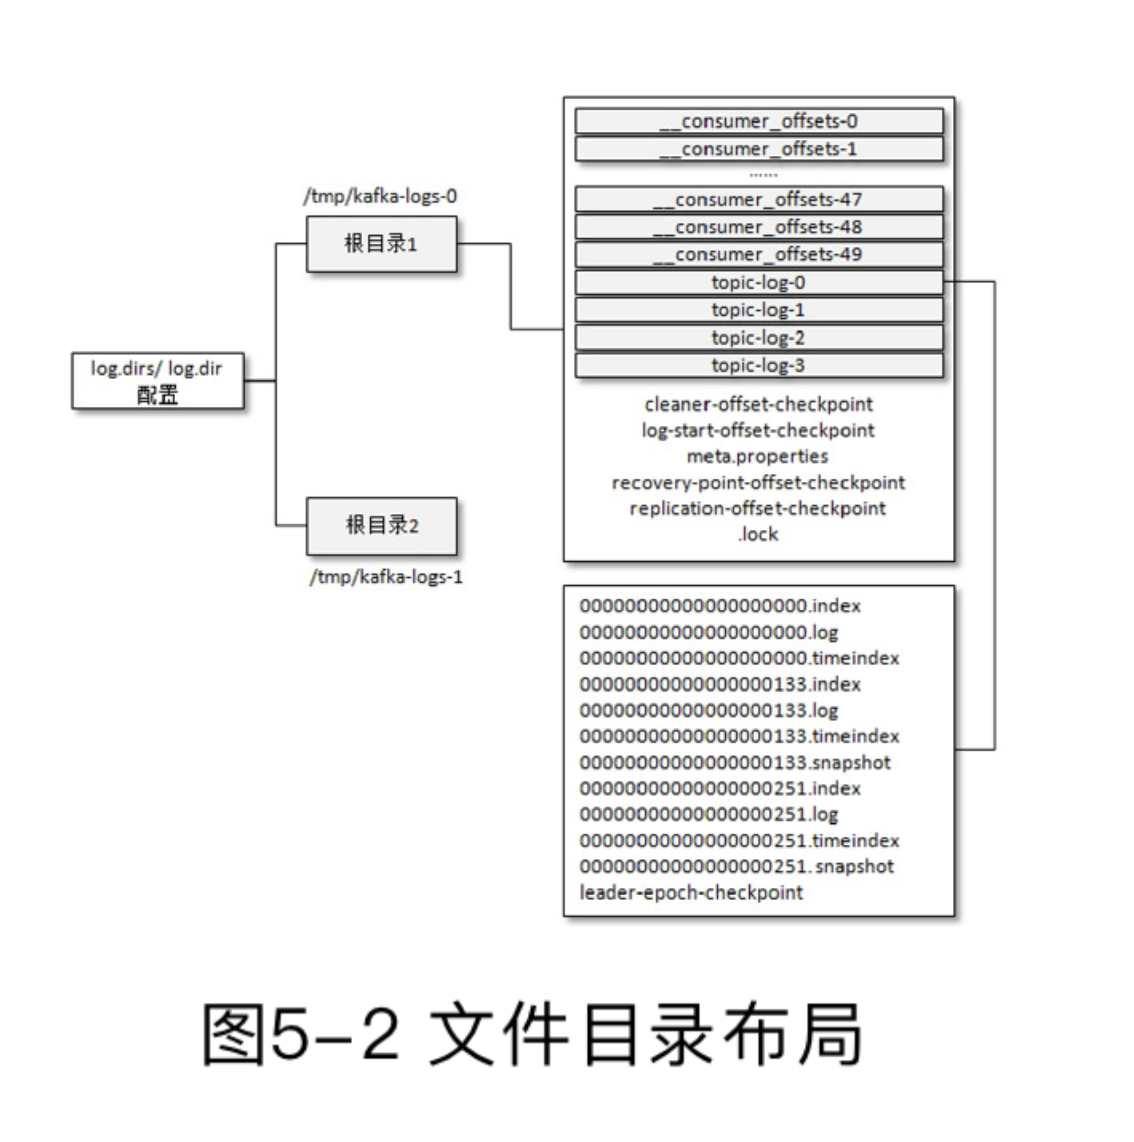 log.dirs/ log.dir
配置
/tmp/kafka-logs-0
根目录1
根目录2
/tmp/kafka-logs-1
__consumer_offsets-0
__consumer_offsets-1
......
__consumer_offsets-47
__consumer_offsets-48
__consumer_offsets-49
topic-log-0
topic-log-1
topic-log-2
topic-log-3
cleaner-offset-checkpoint
log-start-offset-checkpoint
meta.properties
recovery-point-offset-checkpoint
replication-offset-checkpoint
.lock
00000000000000000000.index
00000000000000000000.log
00000000000000000000.timeindex
00000000000000000133.index
00000000000000000133.log
00000000000000000133.timeindex
00000000000000000133.snapshot
00000000000000000251.index
00000000000000000251.log
00000000000000000251.timeindex
00000000000000000251. snapshot
leader-epoch-checkpoint
图5-2 文件目录布局